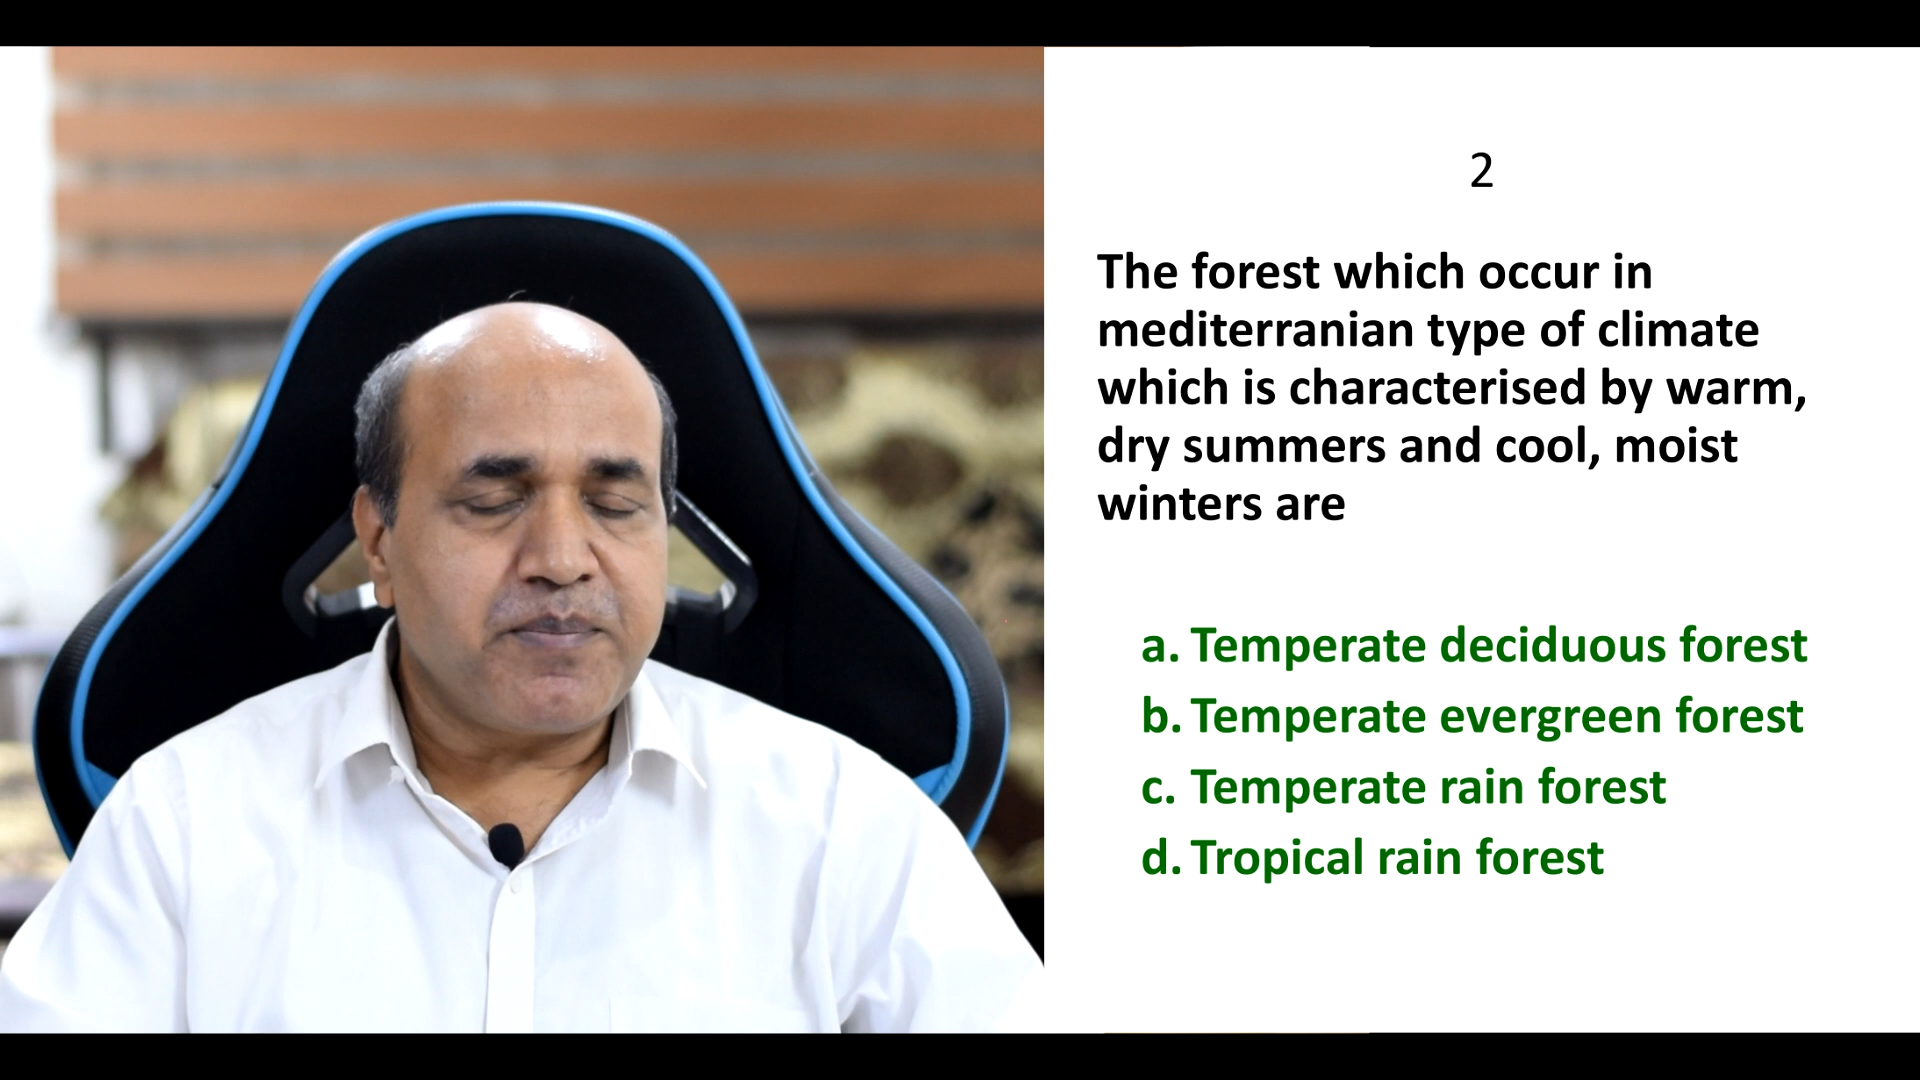 2
The forest which occur in
mediterranian type of climate
which is characterised by warm,
dry summers and cool, moist
winters are
a. Temperate deciduous forest
b. Temperate evergreen forest
c. Temperate rain forest
d. Tropical rain forest